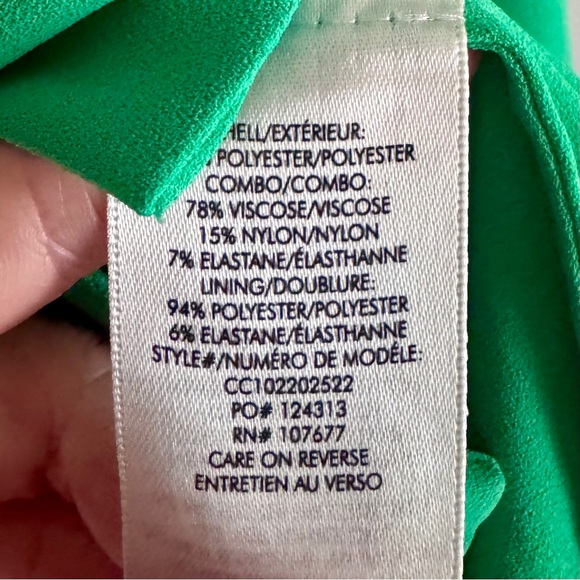 HELL/EXTÉRIEUR:
% POLYESTER/POLYESTER
COMBO/COMBO:
78% VISCOSE/VISCOSE
15% NYLON/NYLON
7% ELASTANE/ÉLASTHANNE
LINING/DOUBLURE:
94% POLYESTER/POLYESTER
6% ELASTANE/ÉLASTHANNE
STYLE#/NUMÉRO DE MODÉLE:
CC102202522
PO# 124313
RN# 107677
CARE ON REVERSE
ENTRETIEN AU VERSO